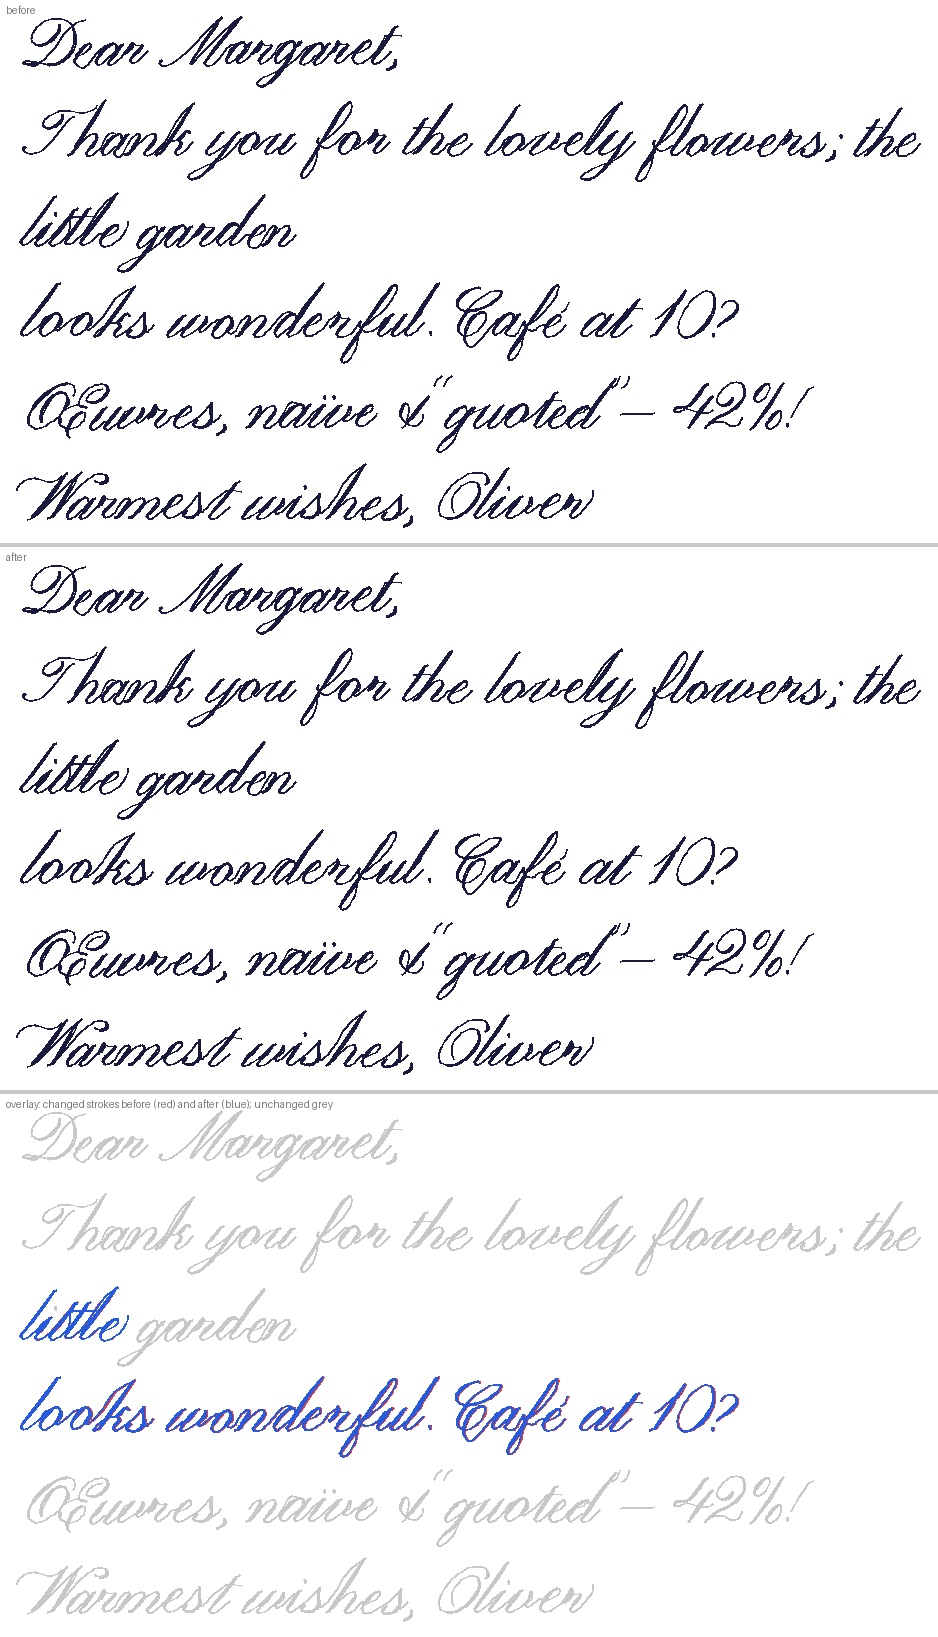 before
Dear Margaret,
Thank you for the lovely flowers; the
little garden
looks wonderful. Café at 10?
Œuvres, naïve & “quoted” – 42%!
Warmest wishes, Oliver
after
Dear Margaret,
Thank you for the lovely flowers; the
little garden
looks wonderful. Café at 10?
Œuvres, naïve & “quoted” – 42%!
Warmest wishes, Oliver
overlay: changed strokes before (red) and after (blue); unchanged grey
Dear Margaret,
Thank you for the lovely flowers; the
little garden
looks wonderful. Café at 10?
Œuvres, naïve & “quoted” – 42%!
Warmest wishes, Oliver